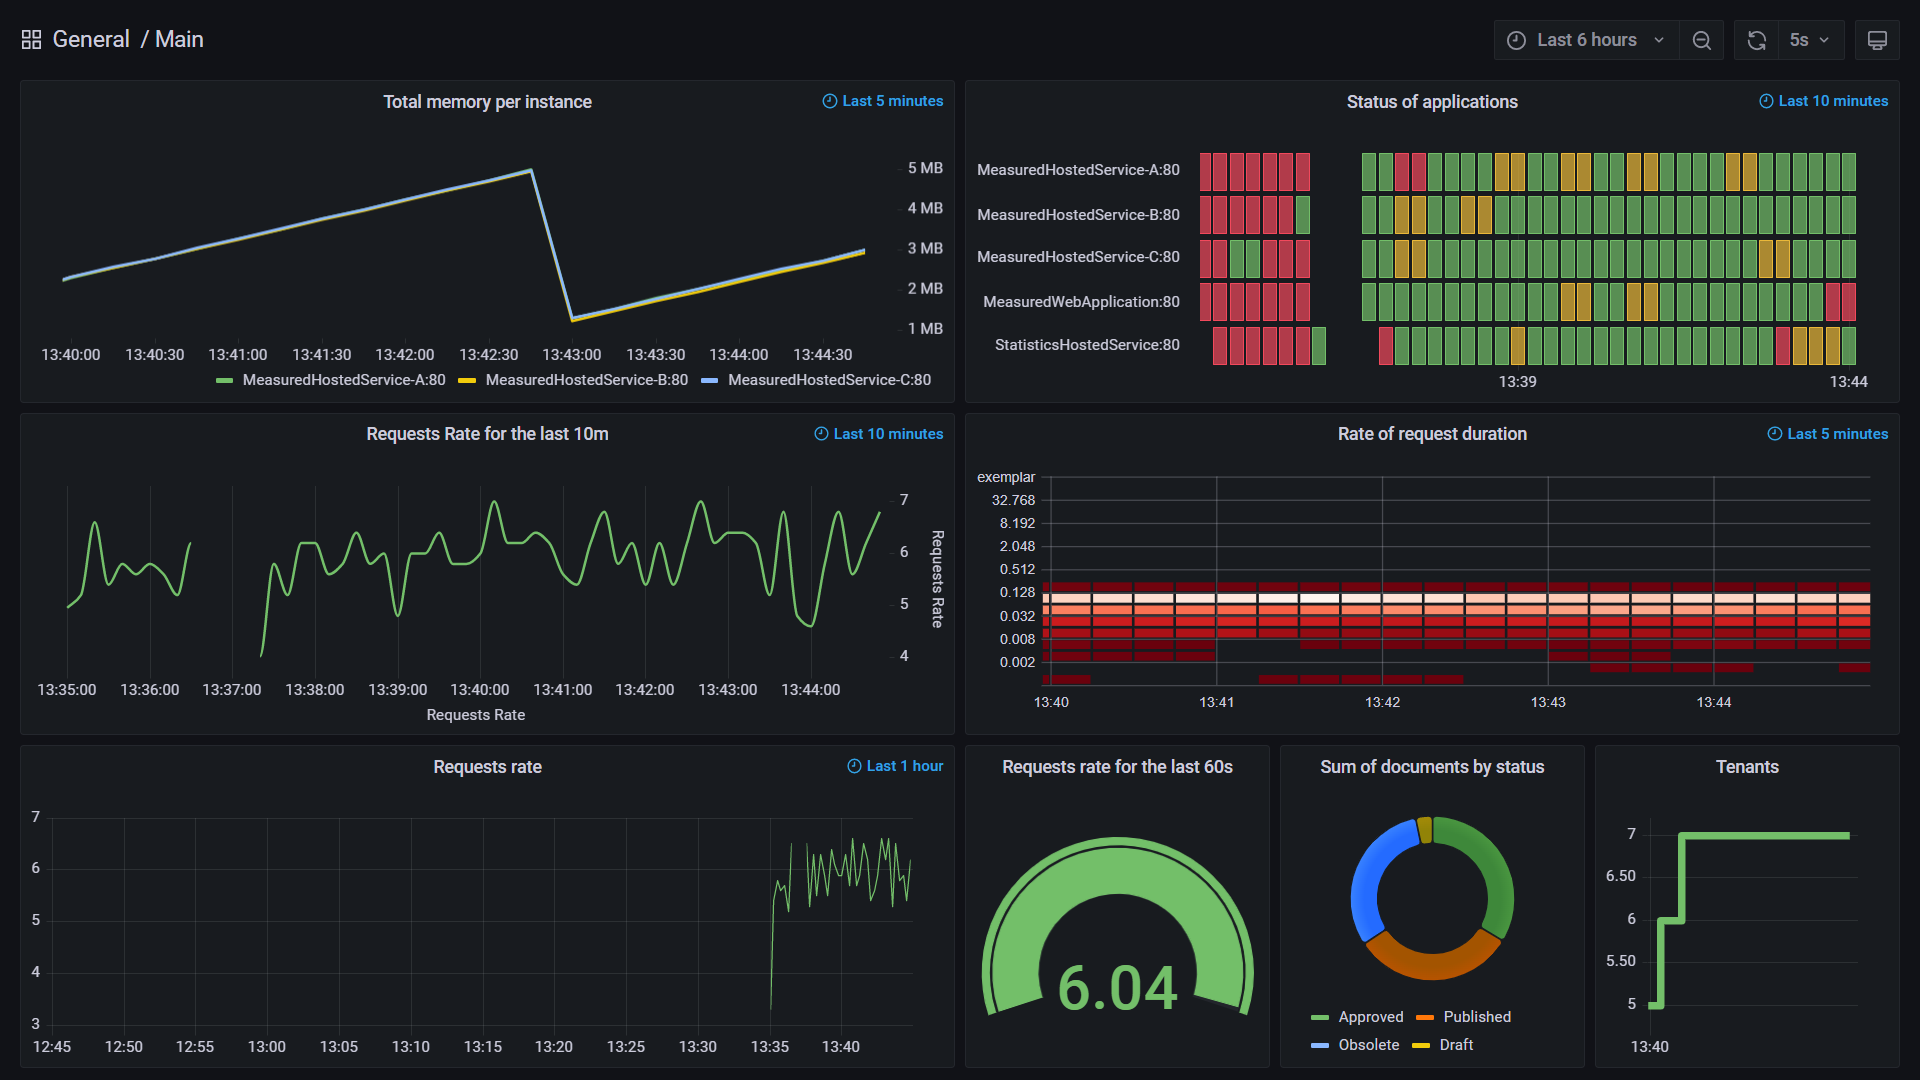 General / Main
Last 6 hours
5s
Total memory per instance
Last 5 minutes
5 MB
4 MB
3 MB
2 MB
1 MB
13:40:00 13:40:30 13:41:00 13:41:30 13:42:00 13:42:30 13:43:00 13:43:30 13:44:00 13:44:30
MeasuredHostedService-A:80 MeasuredHostedService-B:80 MeasuredHostedService-C:80
Status of applications
Last 10 minutes
MeasuredHostedService-A:80
MeasuredHostedService-B:80
MeasuredHostedService-C:80
MeasuredWebApplication:80
StatisticsHostedService:80
13:39 13:44
Requests Rate for the last 10m
Last 10 minutes
7
6
5
4
Requests Rate
13:35:00 13:36:00 13:37:00 13:38:00 13:39:00 13:40:00 13:41:00 13:42:00 13:43:00 13:44:00
Requests Rate
Rate of request duration
Last 5 minutes
exemplar
32.768
8.192
2.048
0.512
0.128
0.032
0.008
0.002
13:40 13:41 13:42 13:43 13:44
Requests rate
Last 1 hour
7
6
5
4
3
12:45 12:50 12:55 13:00 13:05 13:10 13:15 13:20 13:25 13:30 13:35 13:40
Requests rate for the last 60s
6.04
Sum of documents by status
Approved Published
Obsolete Draft
Tenants
7
6.50
6
5.50
5
13:40